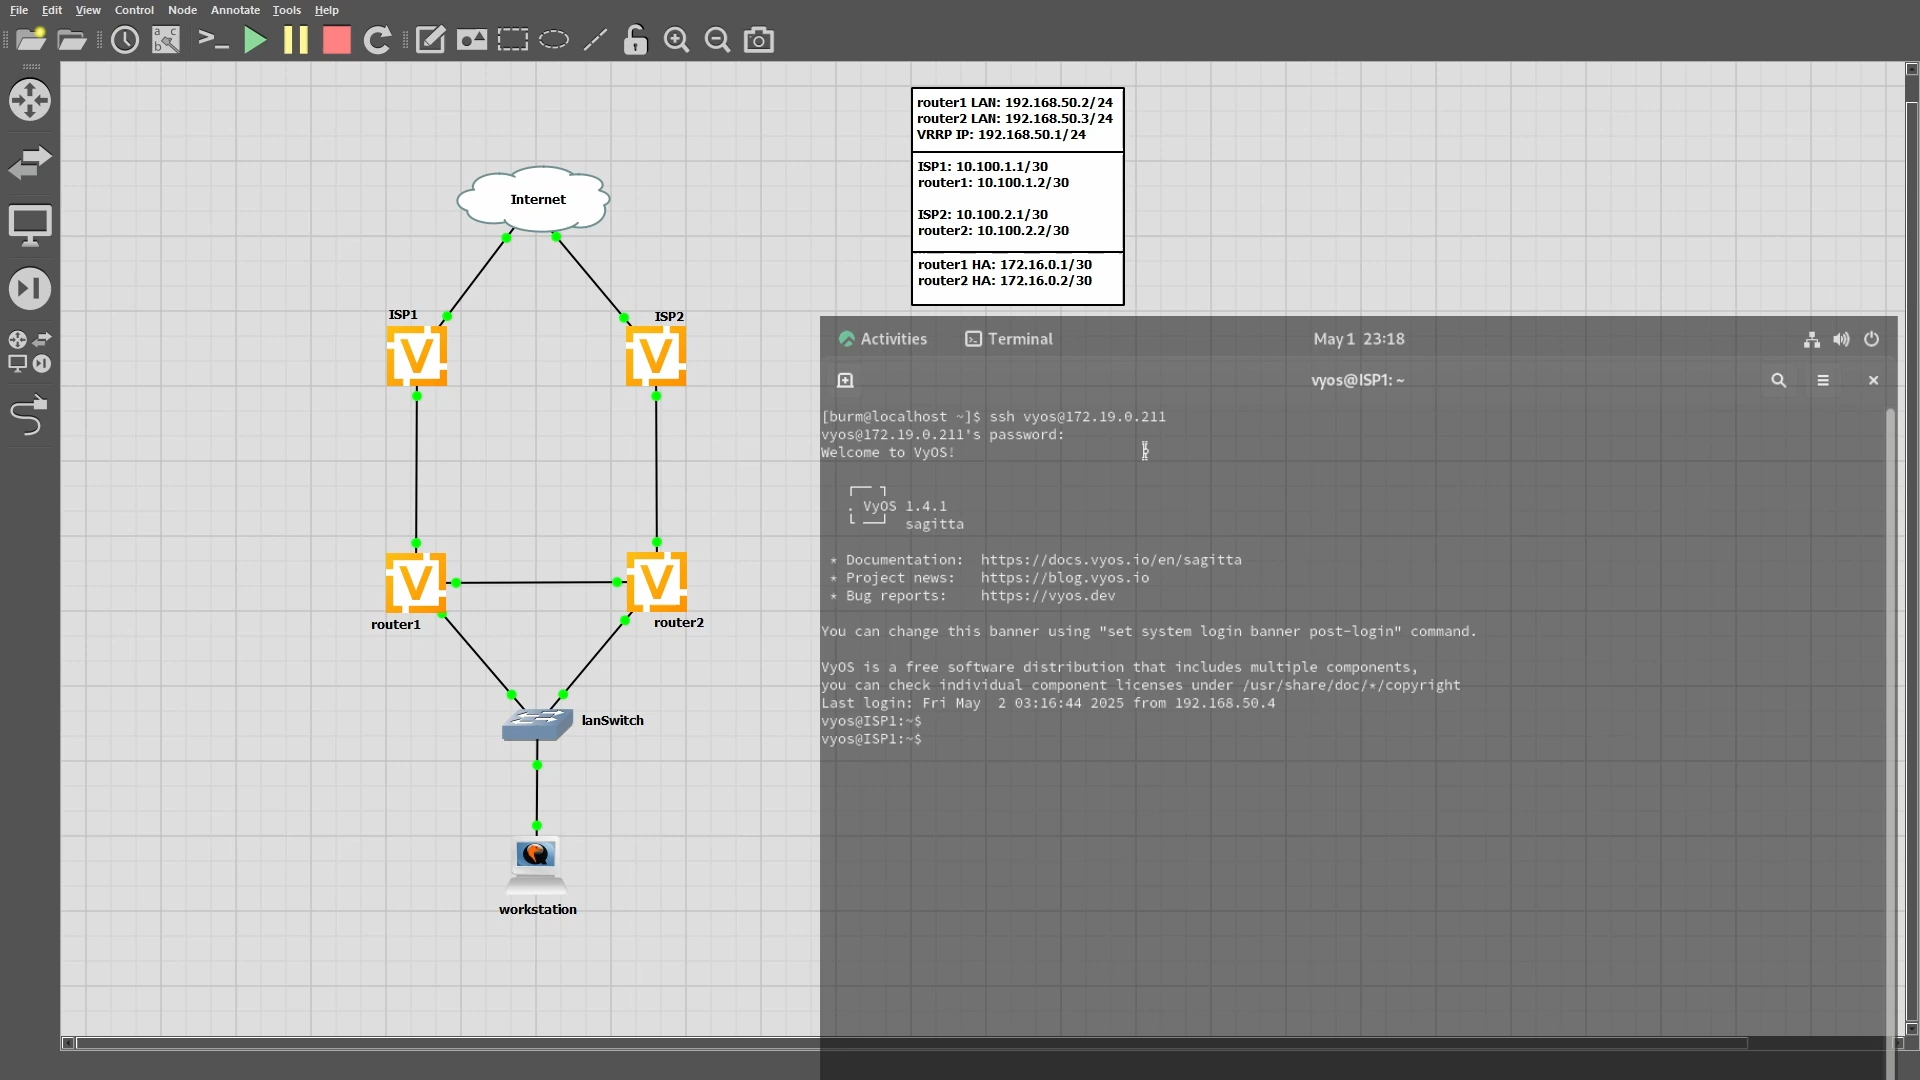 File Edit View Control Node Annotate Tools Help
router1 LAN: 192.168.50.2/24
router2 LAN: 192.168.50.3/24
VRRP IP: 192.168.50.1/24
ISP1: 10.100.1.1/30
router1: 10.100.1.2/30
ISP2: 10.100.2.1/30
router2: 10.100.2.2/30
router1 HA: 172.16.0.1/30
router2 HA: 172.16.0.2/30
Internet
ISP1
ISP2
router1
router2
lanSwitch
workstation
Activities Terminal May 1 23:18
vyos@ISP1: ~
[burm@localhost ~]$ ssh vyos@172.19.0.211
vyos@172.19.0.211's password:
Welcome to VyOS!
. VyOS 1.4.1
sagitta
* Documentation: https://docs.vyos.io/en/sagitta
* Project news: https://blog.vyos.io
* Bug reports: https://vyos.dev
You can change this banner using "set system login banner post-login" command.
VyOS is a free software distribution that includes multiple components,
you can check individual component licenses under /usr/share/doc/*/copyright
Last login: Fri May 2 03:16:44 2025 from 192.168.50.4
vyos@ISP1:~$
vyos@ISP1:~$